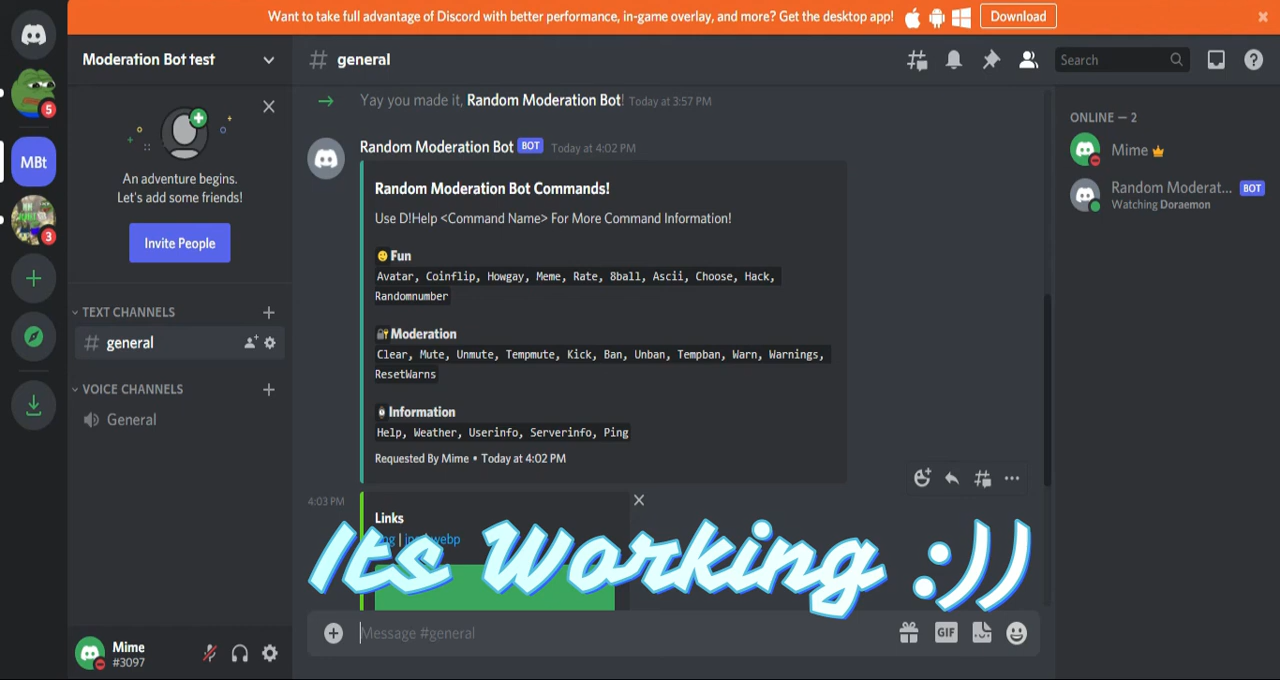 Want to take full advantage of Discord with better performance, in-game overlay, and more? Get the desktop app!
Download
Moderation Bot test
general
Search
5
MBt
3
An adventure begins.
Let's add some friends!
Invite People
TEXT CHANNELS
general
VOICE CHANNELS
General
Mime
#3097
Yay you made it, Random Moderation Bot! Today at 3:57 PM
Random Moderation Bot BOT Today at 4:02 PM
Random Moderation Bot Commands!
Use D!Help <Command Name> For More Command Information!
Fun
Avatar, Coinflip, Howgay, Meme, Rate, 8ball, Ascii, Choose, Hack,
Randomnumber
Moderation
Clear, Mute, Unmute, Tempmute, Kick, Ban, Unban, Tempban, Warn, Warnings,
ResetWarns
Information
Help, Weather, Userinfo, Serverinfo, Ping
Requested By Mime • Today at 4:02 PM
4:03 PM
Links
Its Working :))
Message #general
GIF
ONLINE — 2
Mime
Random Moderat... BOT
Watching Doraemon